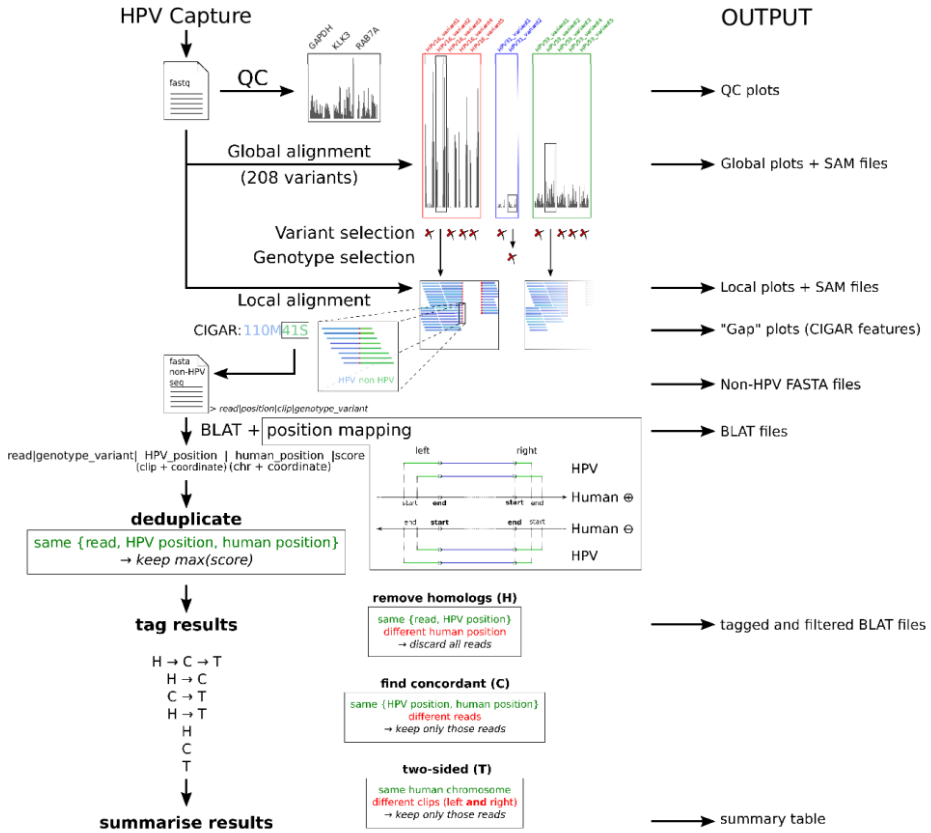 HPV Capture
OUTPUT
GAPDH
KLK3
RAB7A
HPV16_variant1
HPV16_variant2
HPV16_variant3
HPV16_variant4
HPV16_variant5
HPV31_variant2
fastq
QC
QC plots
Global alignment
(208 variants)
Global plots + SAM files
Variant selection
Genotype selection
Local alignment
Local plots + SAM files
CIGAR: 110M41S
"Gap" plots (CIGAR features)
HPV non HPV
fasta
non-HPV
seq
Non-HPV FASTA files
> read|position|clip|genotype_variant
BLAT + position mapping
BLAT files
left
right
HPV
start
end
start
end
Human ⊕
end
start
end
start
Human ⊖
HPV
read|genotype_variant| HPV_position | human_position |score
(clip + coordinate) (chr + coordinate)
deduplicate
same {read, HPV position, human position}
→ keep max(score)
tag results
remove homologs (H)
same {read, HPV position}
different human position
→ discard all reads
tagged and filtered BLAT files
H → C → T
H → C
C → T
H → T
H
C
T
find concordant (C)
same {HPV position, human position}
different reads
→ keep only those reads
two-sided (T)
same human chromosome
different clips (left and right)
→ keep only those reads
summarise results
summary table